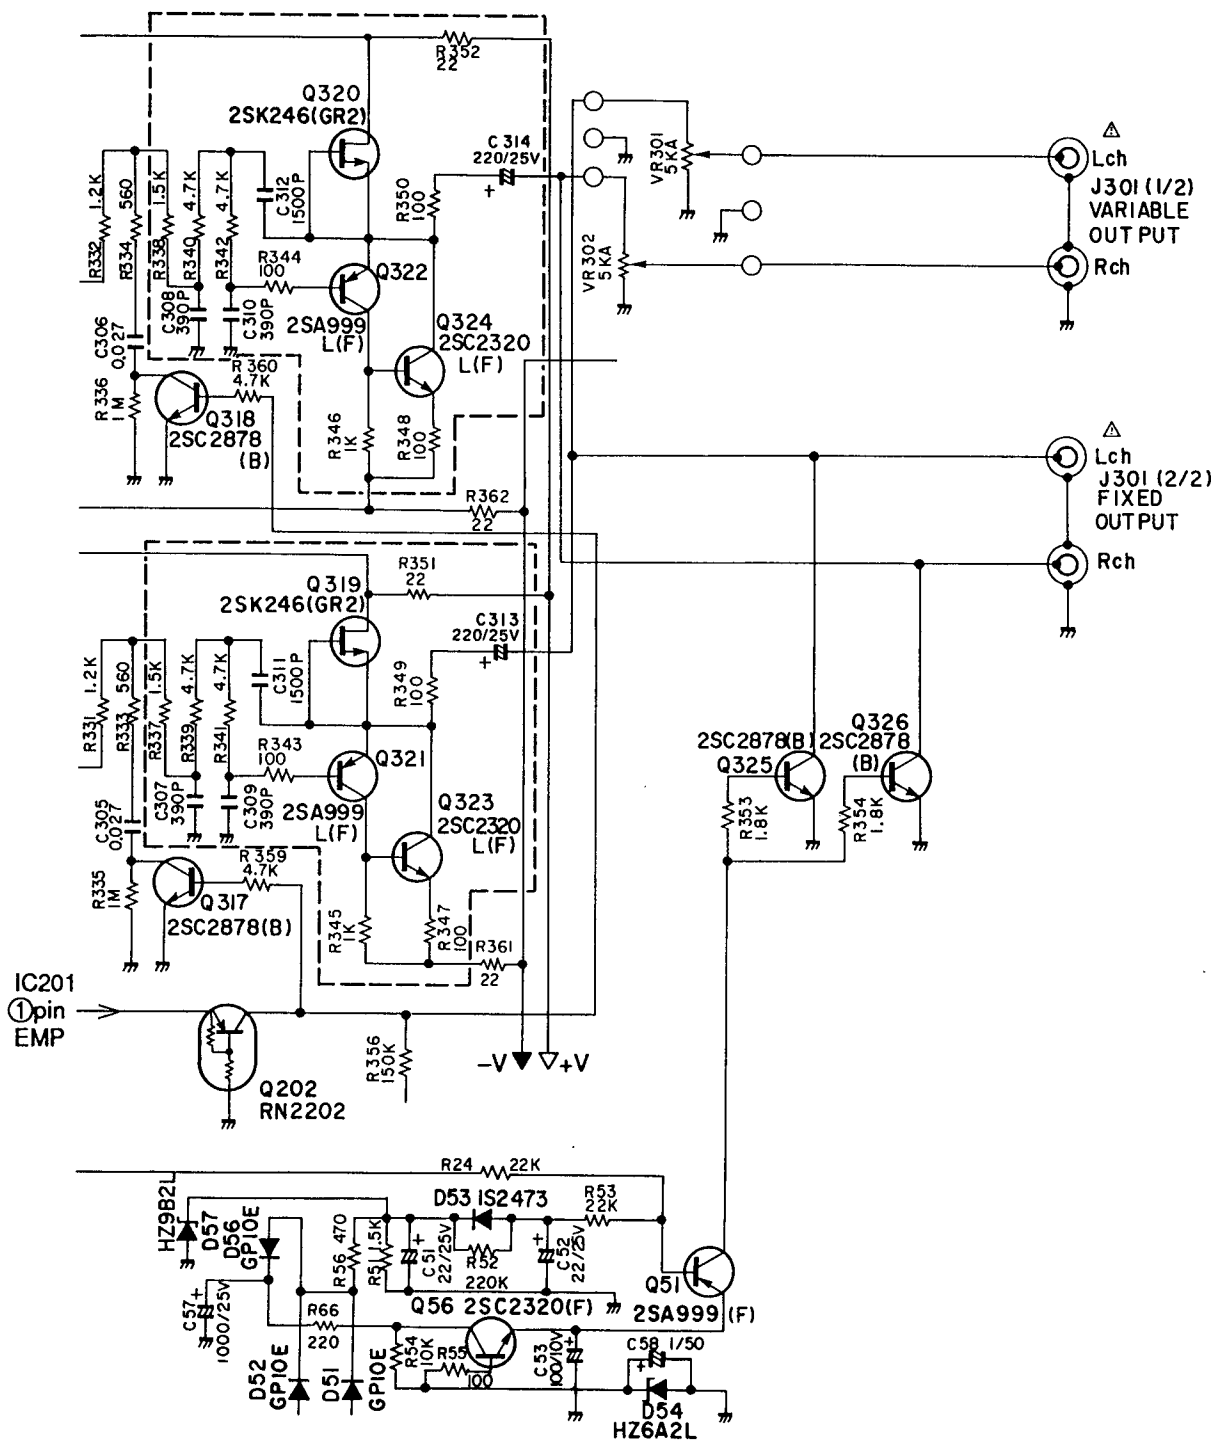 R352
22
Q320
2SK246(GR2)
C314
220/25V
+
R350
100
VR301
5KA
VR302
5KA
Lch
J301(1/2)
VARIABLE
OUTPUT
Rch
R332 1.2K
R334 560
R338 1.5K
R340 4.7K
R342 4.7K
C312
1500P
R344
100
Q322
2SA999
L(F)
C308
390P
C310
390P
Q324
2SC2320
L(F)
C306
0.027
R336
1M
R360
4.7K
Q318
2SC2878
(B)
R346
1K
R348
100
R362
22
Lch
J301(2/2)
FIXED
OUTPUT
Rch
R351
22
Q319
2SK246(GR2)
C313
220/25V
+
R349
100
R331 1.2K
R333 560
R337 1.5K
R339 4.7K
R341 4.7K
C311
1500P
R343
100
Q321
2SA999
L(F)
C307
390P
C309
390P
Q323
2SC2320
L(F)
C305
0.027
R335
1M
R359
4.7K
Q317
2SC2878(B)
R345
1K
R347
100
R361
22
Q326
2SC2878(B) 2SC2878
Q325
(B)
R353
1.8K
R354
1.8K
IC201
①pin
EMP
R356
150K
-V
+V
Q202
RN2202
R24
22K
HZ9B2L
D57
D56
GP10E
R56 470
R51 1.5K
+
C51
22/25V
D53 1S2473
R52
220K
+
C52
22/25V
R53
22K
Q51
2SA999 (F)
C57
+
1000/25V
R66
220
Q56 2SC2320(F)
R54
10K
R55
100
C53
+
100/10V
C58 1/50
+
D54
HZ6A2L
D52
GP10E
D51
GP10E